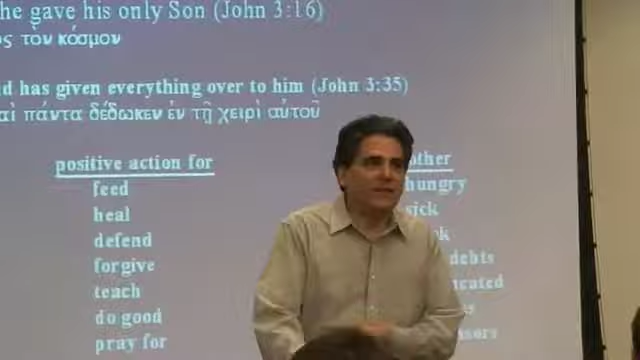 he gave his only Son (John 3:16)
ς τὸν κόσμον
d has given everything over to him (John 3:35)
αὶ πάντα δέδωκεν ἐν τῇ χειρὶ αὐτοῦ
positive action for other
feed hungry
heal sick
defend
forgive debts
teach
do good
pray for